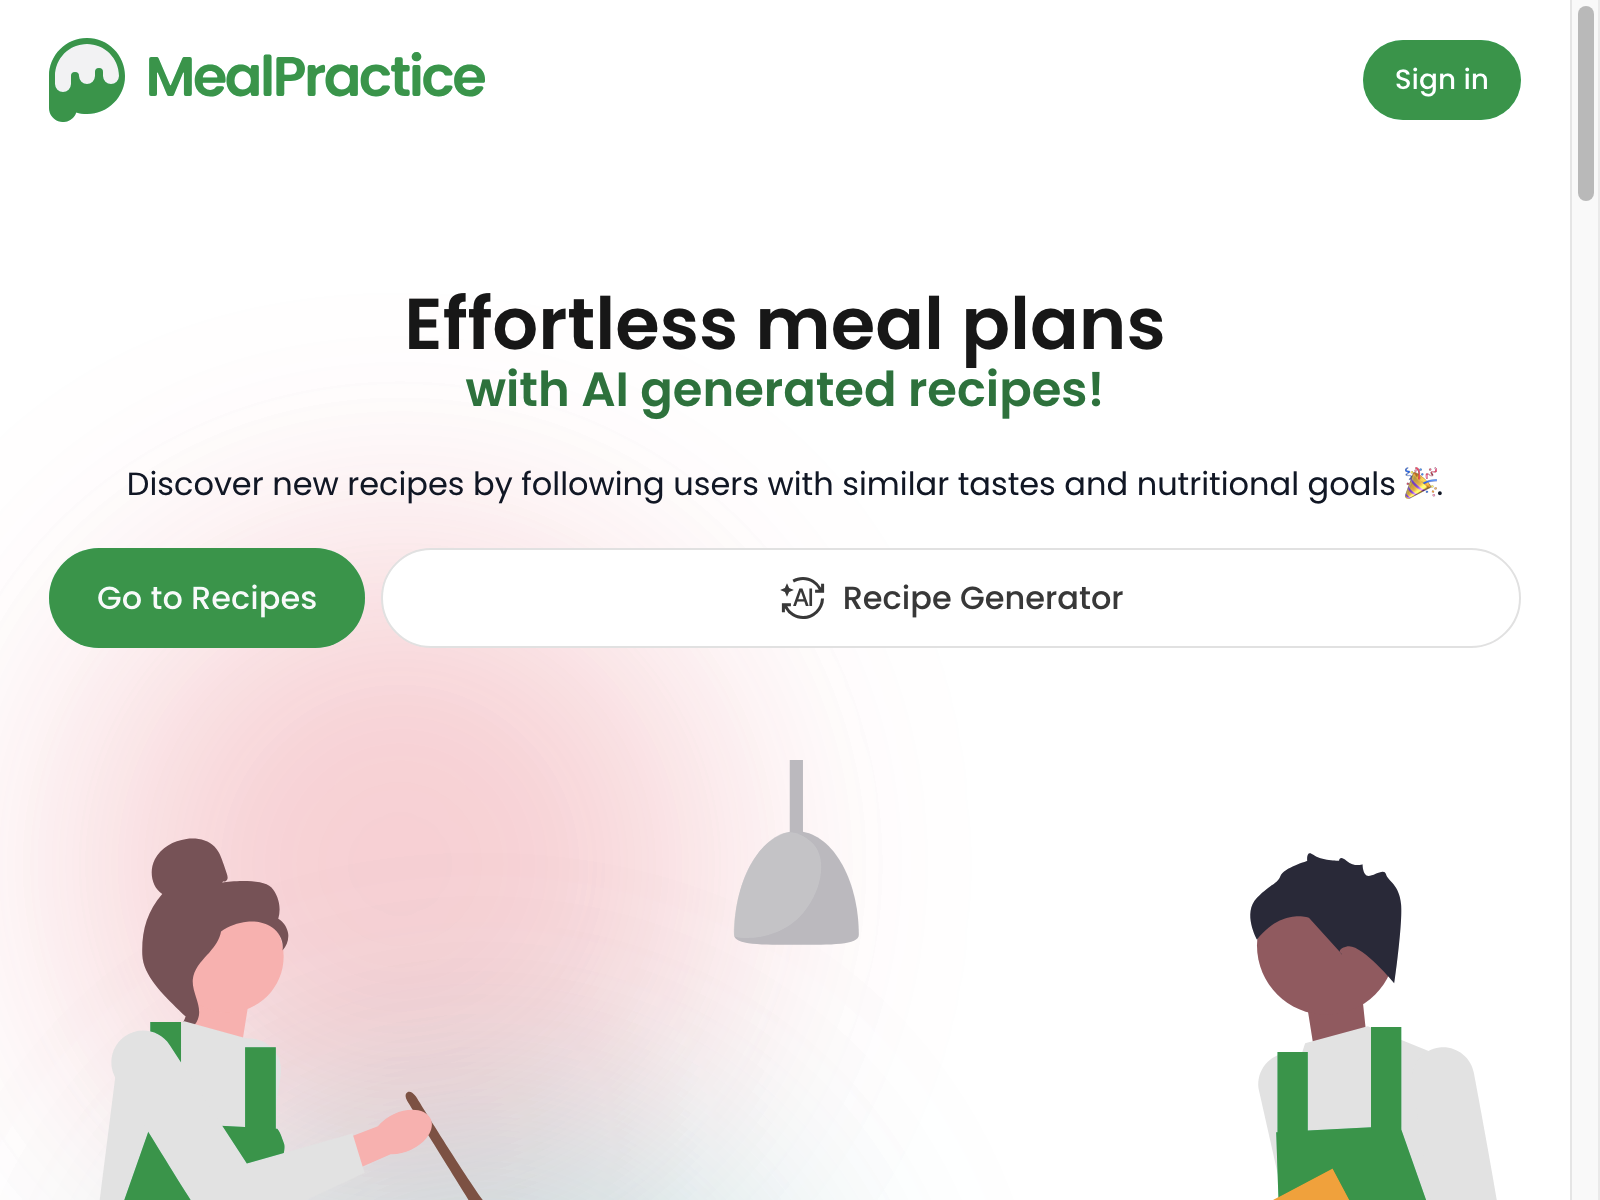 MealPractice
Sign in
Effortless meal plans
with AI generated recipes!
Discover new recipes by following users with similar tastes and nutritional goals 🎉.
Go to Recipes
AI Recipe Generator